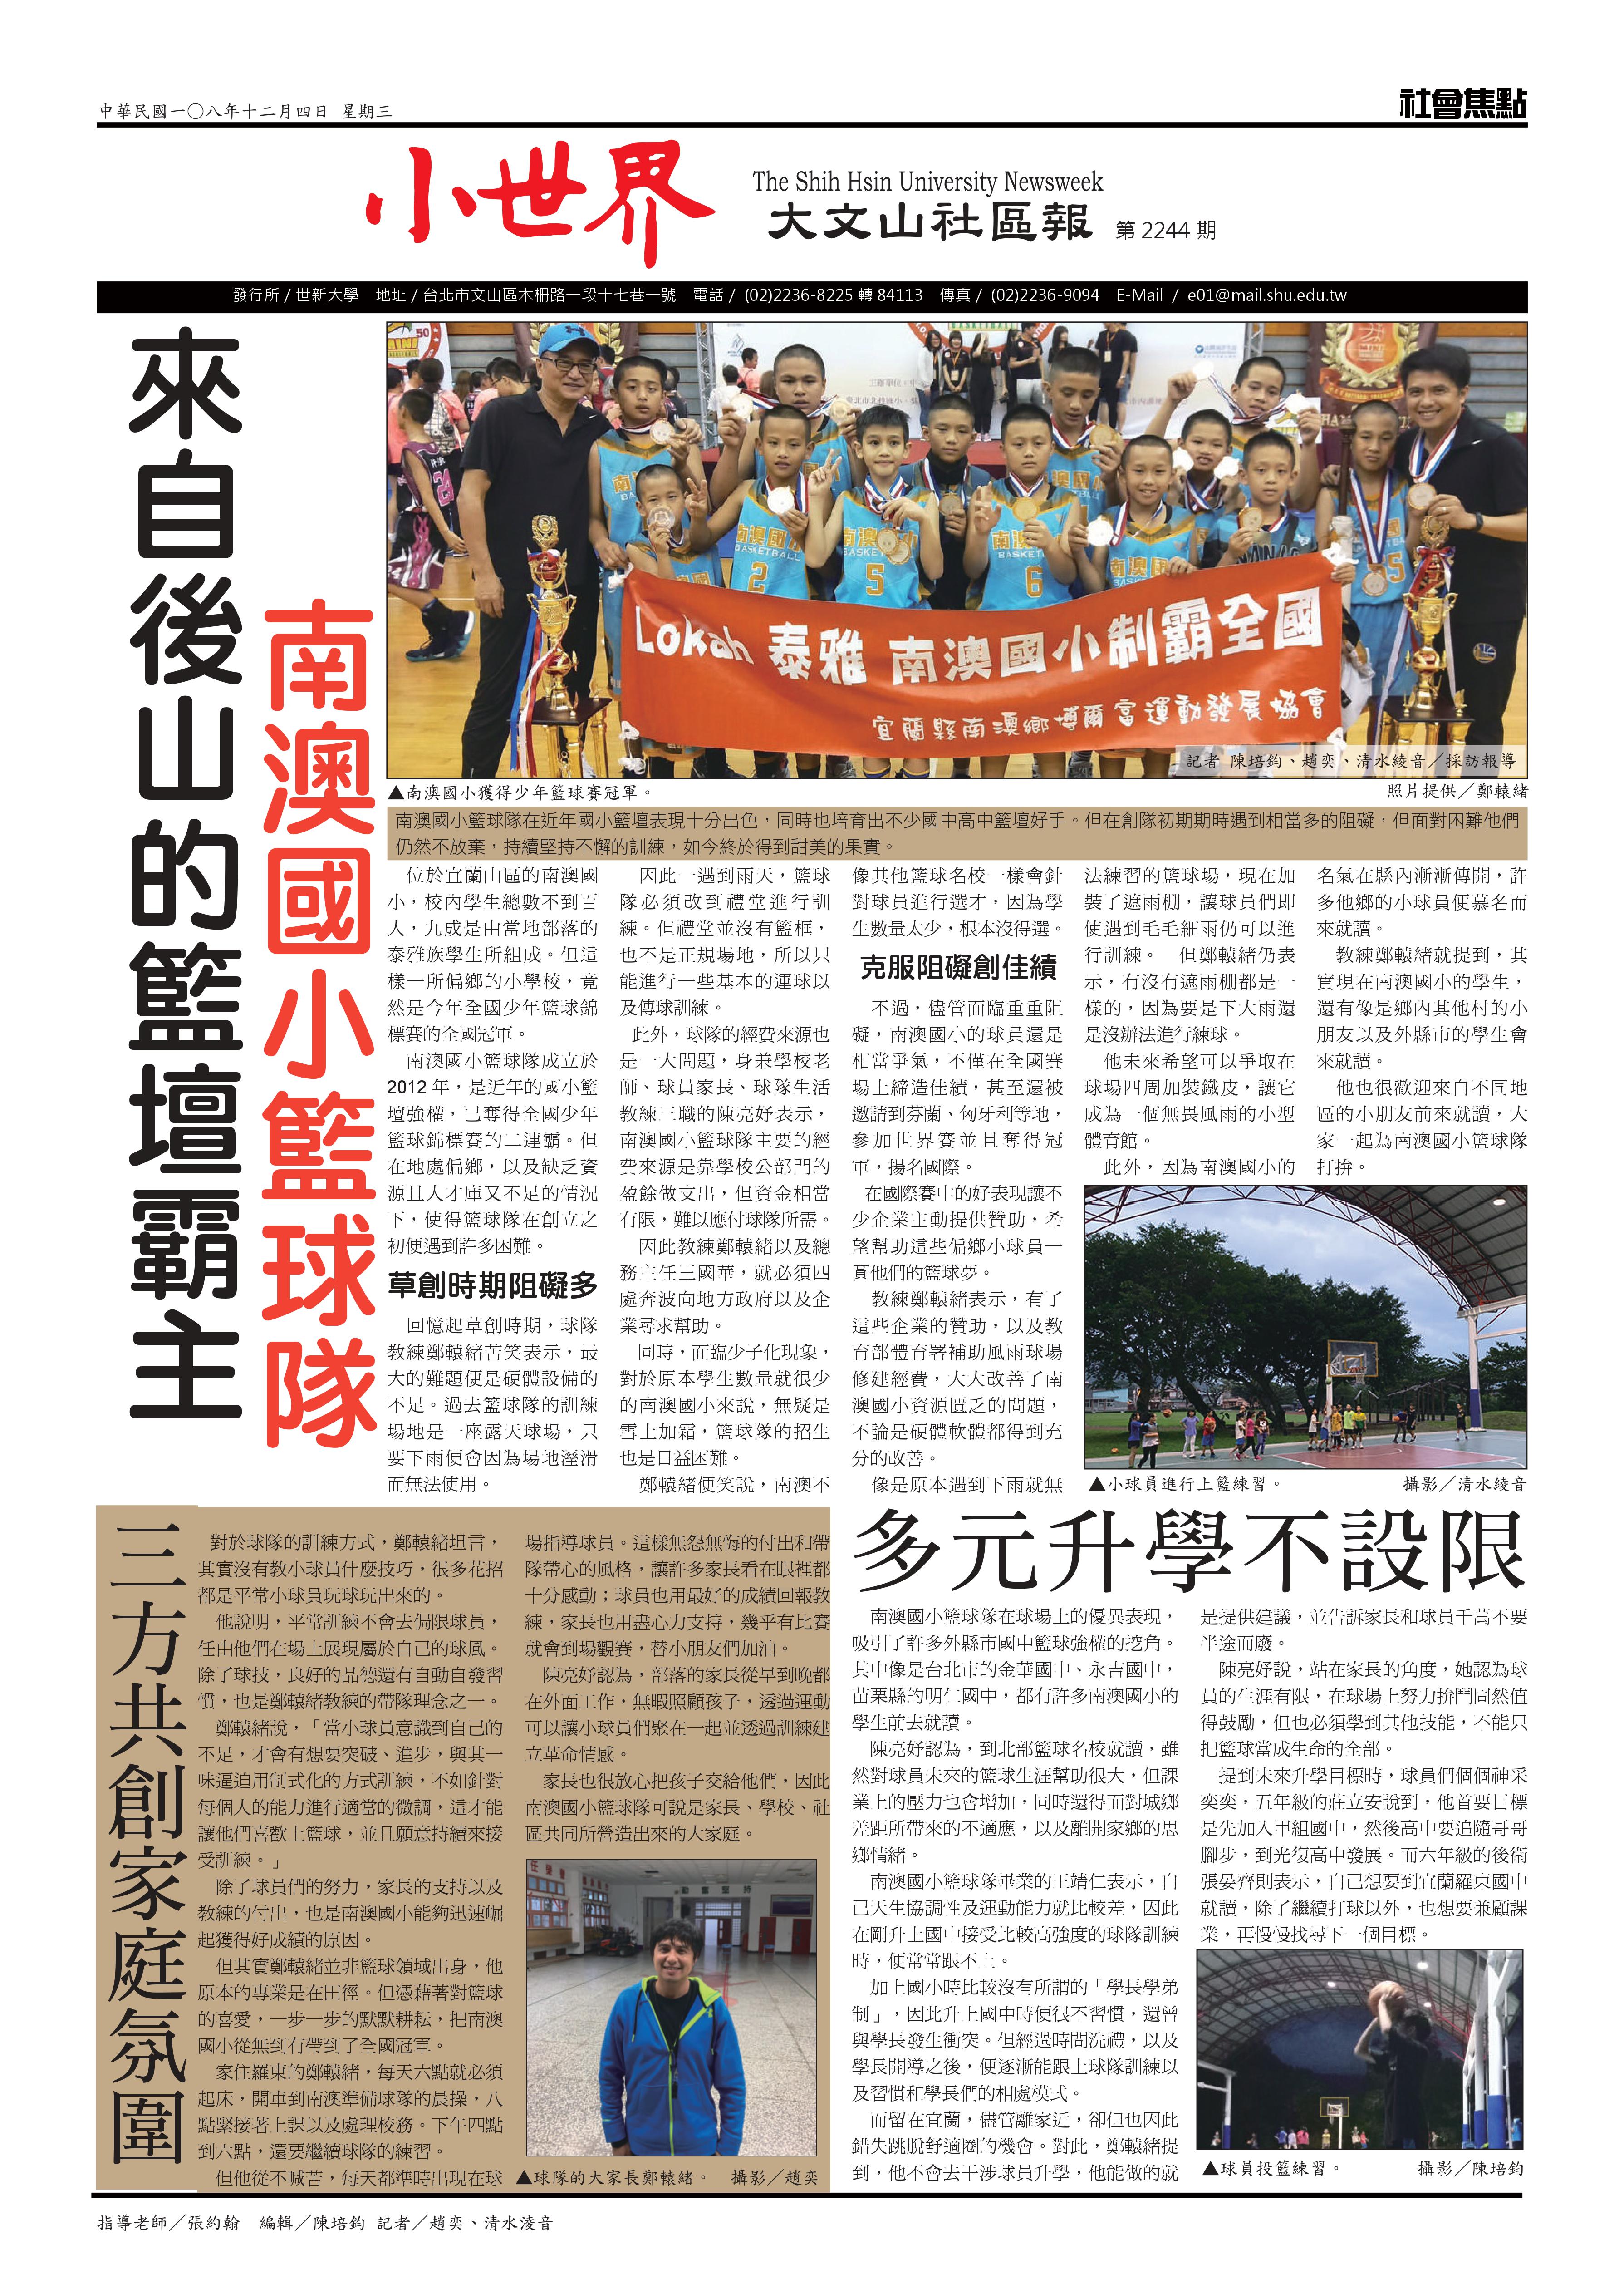 中華民國一〇八年十二月四日 星期三
社會焦點
小世界
The Shih Hsin University Newsweek
大文山社區報 第 2244 期
發行所 / 世新大學 地址 / 台北市文山區木柵路一段十七巷一號 電話 / (02)2236-8225 轉 84113 傳真 / (02)2236-9094 E-Mail / e01@mail.shu.edu.tw
來自後山的籃壇霸主
南澳國小籃球隊
Lokah 泰雅 南澳國小制霸全國
宜蘭縣南澳鄉博爾富運動發展協會
記者 陳培鈞、趙奕、清水綾音／採訪報導
▲南澳國小獲得少年籃球賽冠軍。
照片提供／鄭轅緒
南澳國小籃球隊在近年國小籃壇表現十分出色，同時也培育出不少國中高中籃壇好手。但在創隊初期期時遇到相當多的阻礙，但面對困難他們
仍然不放棄，持續堅持不懈的訓練，如今終於得到甜美的果實。
位於宜蘭山區的南澳國
小，校內學生總數不到百
人，九成是由當地部落的
泰雅族學生所組成。但這
樣一所偏鄉的小學校，竟
然是今年全國少年籃球錦
標賽的全國冠軍。
南澳國小籃球隊成立於
2012 年，是近年的國小籃
壇強權，已奪得全國少年
籃球錦標賽的二連霸。但
在地處偏鄉，以及缺乏資
源且人才庫又不足的情況
下，使得籃球隊在創立之
初便遇到許多困難。
草創時期阻礙多
回憶起草創時期，球隊
教練鄭轅緒苦笑表示，最
大的難題便是硬體設備的
不足。過去籃球隊的訓練
場地是一座露天球場，只
要下雨便會因為場地溼滑
而無法使用。
因此一遇到雨天，籃球
隊必須改到禮堂進行訓
練。但禮堂並沒有籃框，
也不是正規場地，所以只
能進行一些基本的運球以
及傳球訓練。
此外，球隊的經費來源也
是一大問題，身兼學校老
師、球員家長、球隊生活
教練三職的陳亮妤表示，
南澳國小籃球隊主要的經
費來源是靠學校公部門的
盈餘做支出，但資金相當
有限，難以應付球隊所需。
因此教練鄭轅緒以及總
務主任王國華，就必須四
處奔波向地方政府以及企
業尋求幫助。
同時，面臨少子化現象，
對於原本學生數量就很少
的南澳國小來說，無疑是
雪上加霜，籃球隊的招生
也是日益困難。
鄭轅緒便笑說，南澳不
像其他籃球名校一樣會針
對球員進行選才，因為學
生數量太少，根本沒得選。
克服阻礙創佳績
不過，儘管面臨重重阻
礙，南澳國小的球員還是
相當爭氣，不僅在全國賽
場上締造佳績，甚至還被
邀請到芬蘭、匈牙利等地，
參加世界賽並且奪得冠
軍，揚名國際。
在國際賽中的好表現讓不
少企業主動提供贊助，希
望幫助這些偏鄉小球員一
圓他們的籃球夢。
教練鄭轅緒表示，有了
這些企業的贊助，以及教
育部體育署補助風雨球場
修建經費，大大改善了南
澳國小資源匱乏的問題，
不論是硬體軟體都得到充
分的改善。
像是原本遇到下雨就無
法練習的籃球場，現在加
裝了遮雨棚，讓球員們即
使遇到毛毛細雨仍可以進
行訓練。 但鄭轅緒仍表
示，有沒有遮雨棚都是一
樣的，因為要是下大雨還
是沒辦法進行練球。
他未來希望可以爭取在
球場四周加裝鐵皮，讓它
成為一個無畏風雨的小型
體育館。
此外，因為南澳國小的
名氣在縣內漸漸傳開，許
多他鄉的小球員便慕名而
來就讀。
教練鄭轅緒就提到，其
實現在南澳國小的學生，
還有像是鄉內其他村的小
朋友以及外縣市的學生會
來就讀。
他也很歡迎來自不同地
區的小朋友前來就讀，大
家一起為南澳國小籃球隊
打拚。
▲小球員進行上籃練習。 攝影／清水綾音
三方共創家庭氛圍
對於球隊的訓練方式，鄭轅緒坦言，
其實沒有教小球員什麼技巧，很多花招
都是平常小球員玩球玩出來的。
他說明，平常訓練不會去侷限球員，
任由他們在場上展現屬於自己的球風。
除了球技，良好的品德還有自動自發習
慣，也是鄭轅緒教練的帶隊理念之一。
鄭轅緒說，「當小球員意識到自己的
不足，才會有想要突破、進步，與其一
味逼迫用制式化的方式訓練，不如針對
每個人的能力進行適當的微調，這才能
讓他們喜歡上籃球，並且願意持續來接
受訓練。」
除了球員們的努力，家長的支持以及
教練的付出，也是南澳國小能夠迅速崛
起獲得好成績的原因。
但其實鄭轅緒並非籃球領域出身，他
原本的專業是在田徑。但憑藉著對籃球
的喜愛，一步一步的默默耕耘，把南澳
國小從無到有帶到了全國冠軍。
家住羅東的鄭轅緒，每天六點就必須
起床，開車到南澳準備球隊的晨操，八
點緊接著上課以及處理校務。下午四點
到六點，還要繼續球隊的練習。
但他從不喊苦，每天都準時出現在球
場指導球員。這樣無怨無悔的付出和帶
隊帶心的風格，讓許多家長看在眼裡都
十分感動；球員也用最好的成績回報教
練，家長也用盡心力支持，幾乎有比賽
就會到場觀賽，替小朋友們加油。
陳亮妤認為，部落的家長從早到晚都
在外面工作，無暇照顧孩子，透過運動
可以讓小球員們聚在一起並透過訓練建
立革命情感。
家長也很放心把孩子交給他們，因此
南澳國小籃球隊可說是家長、學校、社
區共同所營造出來的大家庭。
▲球隊的大家長鄭轅緒。 攝影／趙奕
多元升學不設限
南澳國小籃球隊在球場上的優異表現，
吸引了許多外縣市國中籃球強權的挖角。
其中像是台北市的金華國中、永吉國中，
苗栗縣的明仁國中，都有許多南澳國小的
學生前去就讀。
陳亮妤認為，到北部籃球名校就讀，雖
然對球員未來的籃球生涯幫助很大，但課
業上的壓力也會增加，同時還得面對城鄉
差距所帶來的不適應，以及離開家鄉的思
鄉情緒。
南澳國小籃球隊畢業的王靖仁表示，自
己天生協調性及運動能力就比較差，因此
在剛升上國中接受比較高強度的球隊訓練
時，便常常跟不上。
加上國小時比較沒有所謂的「學長學弟
制」，因此升上國中時便很不習慣，還曾
與學長發生衝突。但經過時間洗禮，以及
學長開導之後，便逐漸能跟上球隊訓練以
及習慣和學長們的相處模式。
而留在宜蘭，儘管離家近，卻但也因此
錯失跳脫舒適圈的機會。對此，鄭轅緒提
到，他不會去干涉球員升學，他能做的就
是提供建議，並告訴家長和球員千萬不要
半途而廢。
陳亮妤說，站在家長的角度，她認為球
員的生涯有限，在球場上努力拚鬥固然值
得鼓勵，但也必須學到其他技能，不能只
把籃球當成生命的全部。
提到未來升學目標時，球員們個個神采
奕奕，五年級的莊立安說到，他首要目標
是先加入甲組國中，然後高中要追隨哥哥
腳步，到光復高中發展。而六年級的後衛
張晏齊則表示，自己想要到宜蘭羅東國中
就讀，除了繼續打球以外，也想要兼顧課
業，再慢慢找尋下一個目標。
▲球員投籃練習。 攝影／陳培鈞
指導老師／張約翰 編輯／陳培鈞 記者／趙奕、清水淩音